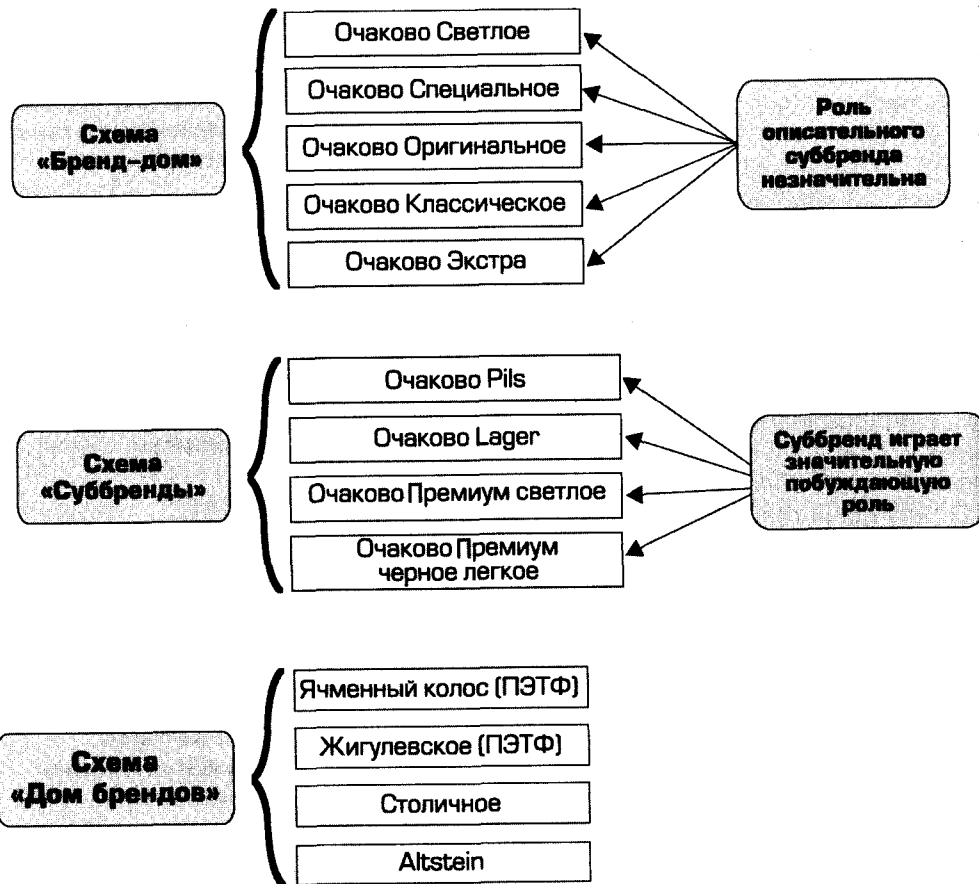 Схема
«Бренд–дом»
Очаково Светлое
Очаково Специальное
Очаково Оригинальное
Очаково Классическое
Очаково Экстра
Роль
описательного
суббренда
незначительна
Схема
«Суббренды»
Очаково Pils
Очаково Lager
Очаково Премиум светлое
Очаково Премиум
черное легкое
Суббренд играет
значительную
побуждающую
роль
Схема
«Дом брендов»
Ячменный колос (ПЭТФ)
Жигулевское (ПЭТФ)
Столичное
Altstein